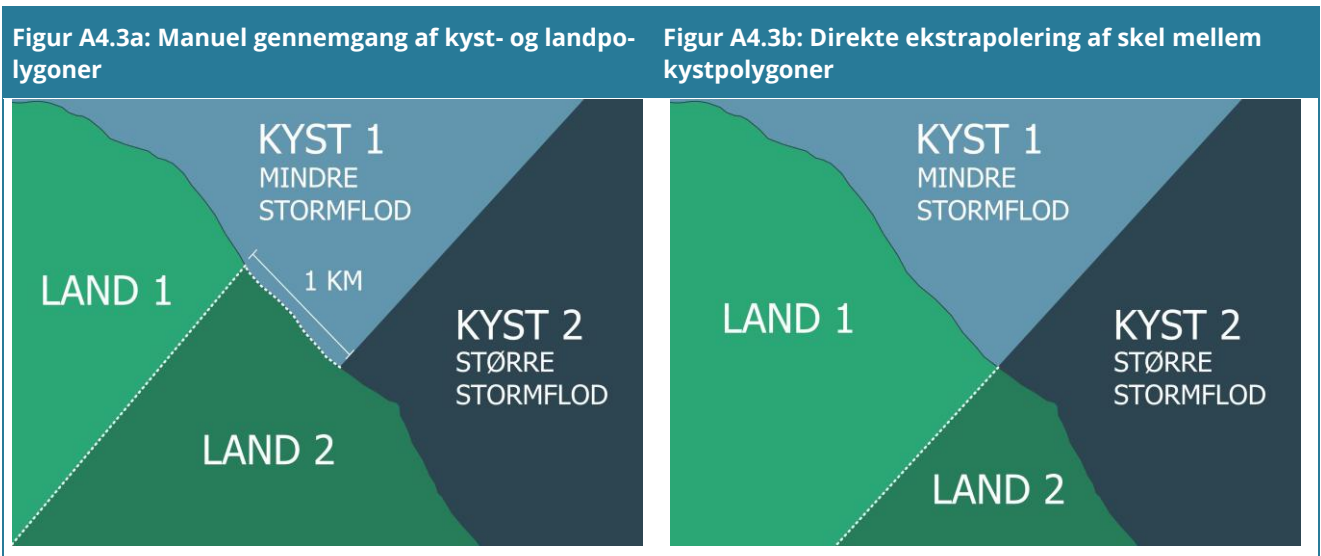 Figur A4.3a: Manuel gennemgang af kyst- og landpo-
lygoner
KYST 1
MINDRE
STORMFLOD
1 KM
LAND 1
KYST 2
STØRRE
STORMFLOD
LAND 2
Figur A4.3b: Direkte ekstrapolering af skel mellem
kystpolygoner
KYST 1
MINDRE
STORMFLOD
LAND 1
KYST 2
STØRRE
STORMFLOD
LAND 2